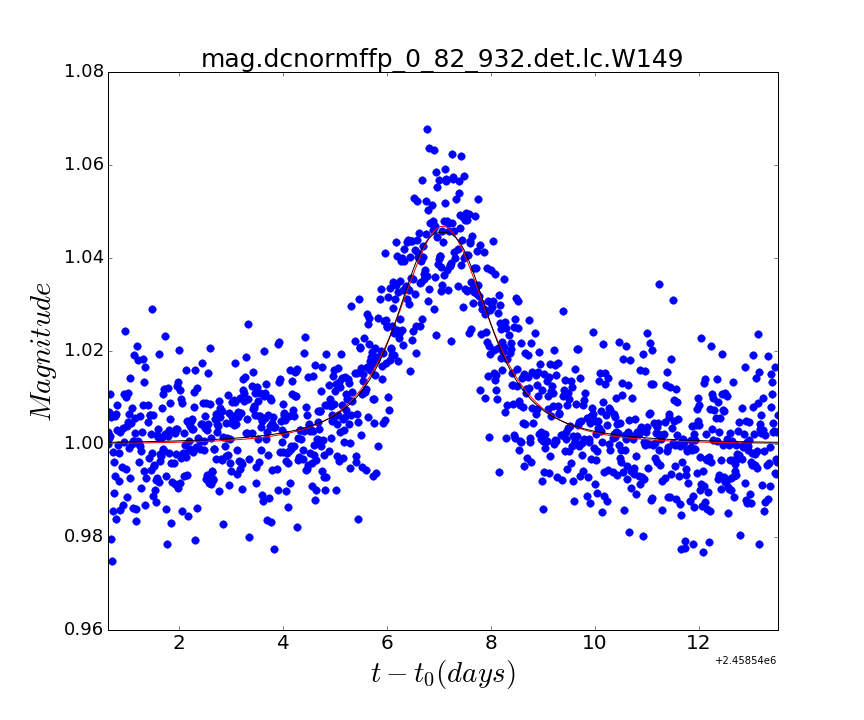 mag.dcnormffp_0_82_932.det.lc.W149
1.08
1.06
1.04
1.02
1.00
0.98
0.96
Magnitude
2 4 6 8 10 12
+2.45854e6
t − t₀(days)